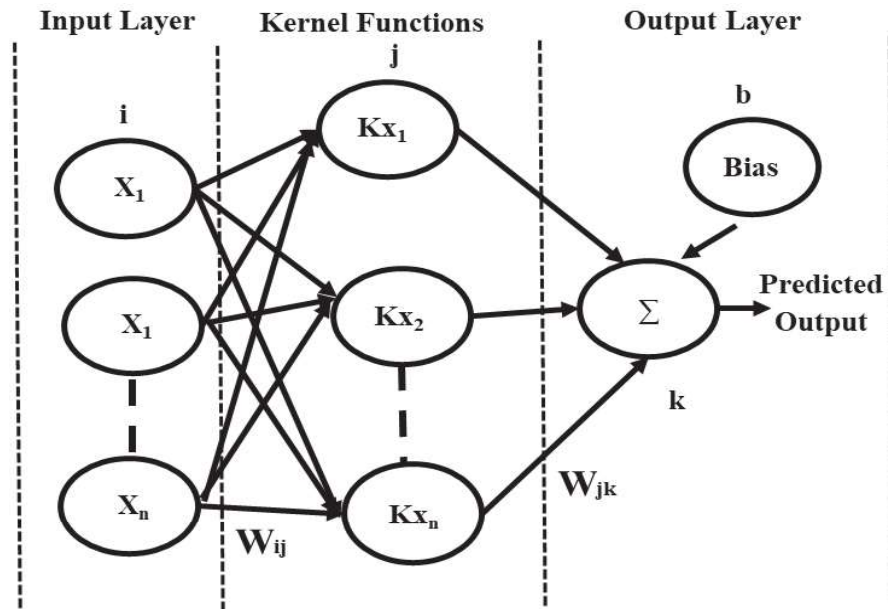 Input Layer
Kernel Functions
Output Layer
i
j
b
X₁
Kx₁
Bias
X₁
Kx₂
Σ
Predicted
Output
k
Xₙ
Kxₙ
Wᵢⱼ
Wⱼₖ